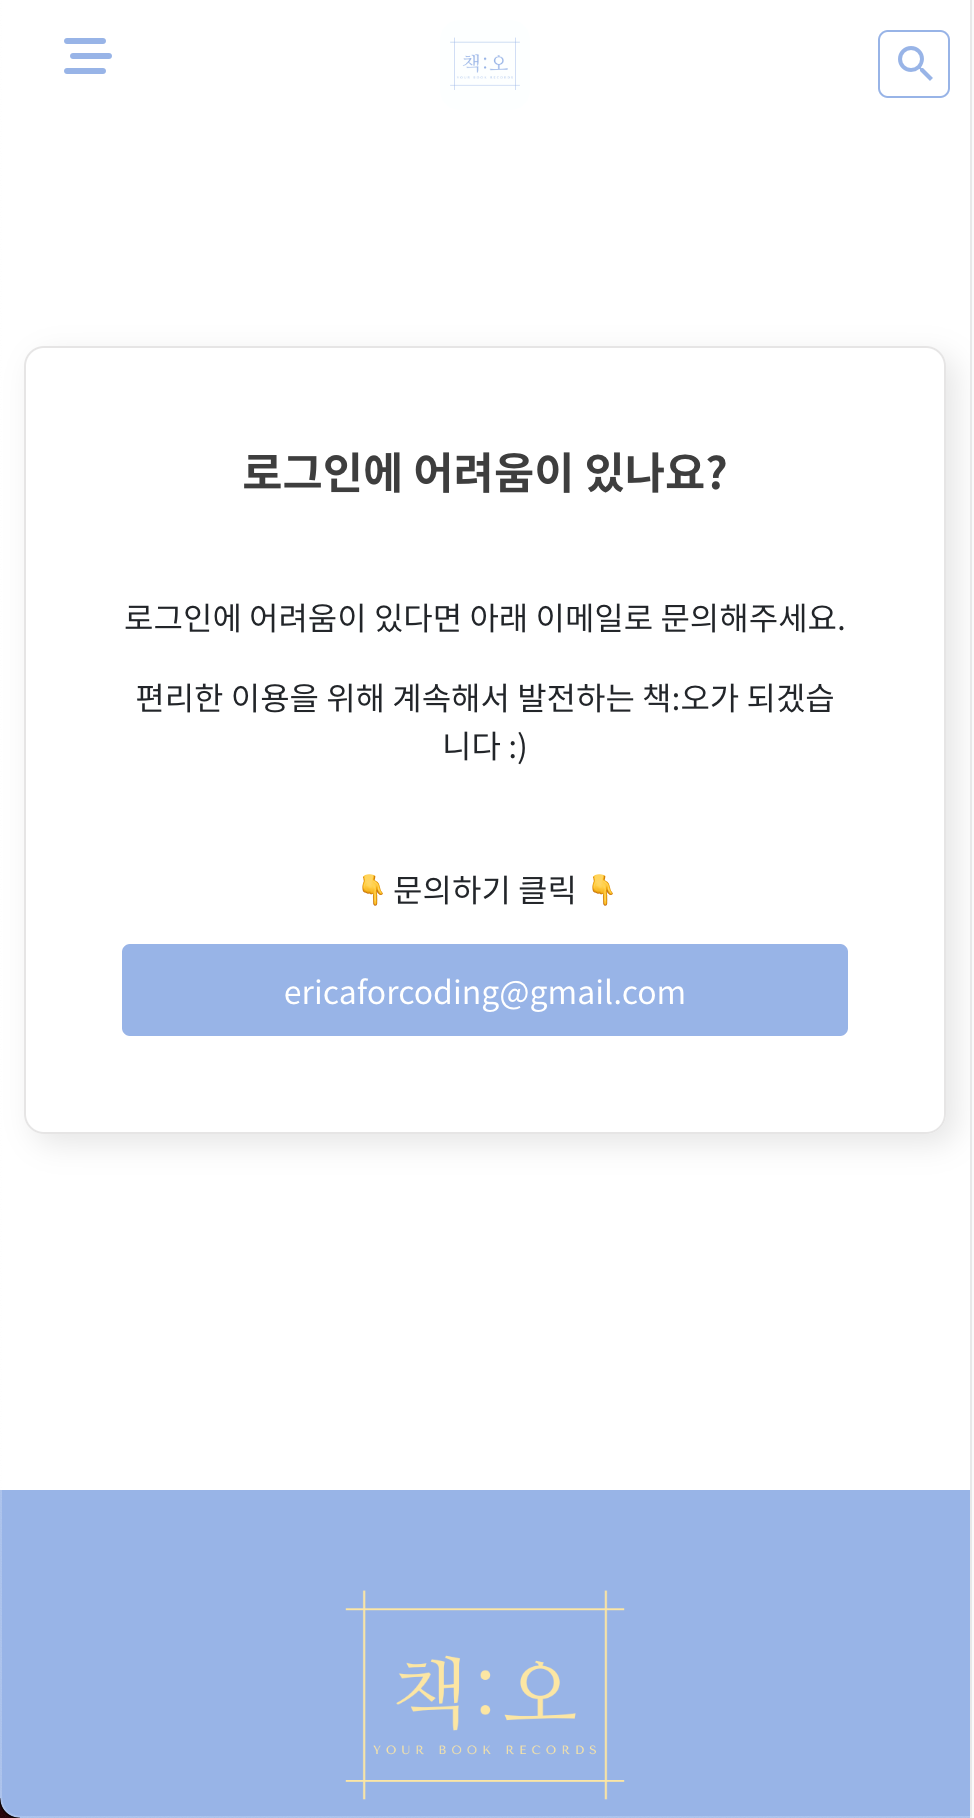 책:오
YOUR BOOK RECORDS
로그인에 어려움이 있나요?
로그인에 어려움이 있다면 아래 이메일로 문의해주세요.
편리한 이용을 위해 계속해서 발전하는 책:오가 되겠습
니다 :)
👇 문의하기 클릭 👇
ericaforcoding@gmail.com
책:오
YOUR BOOK RECORDS